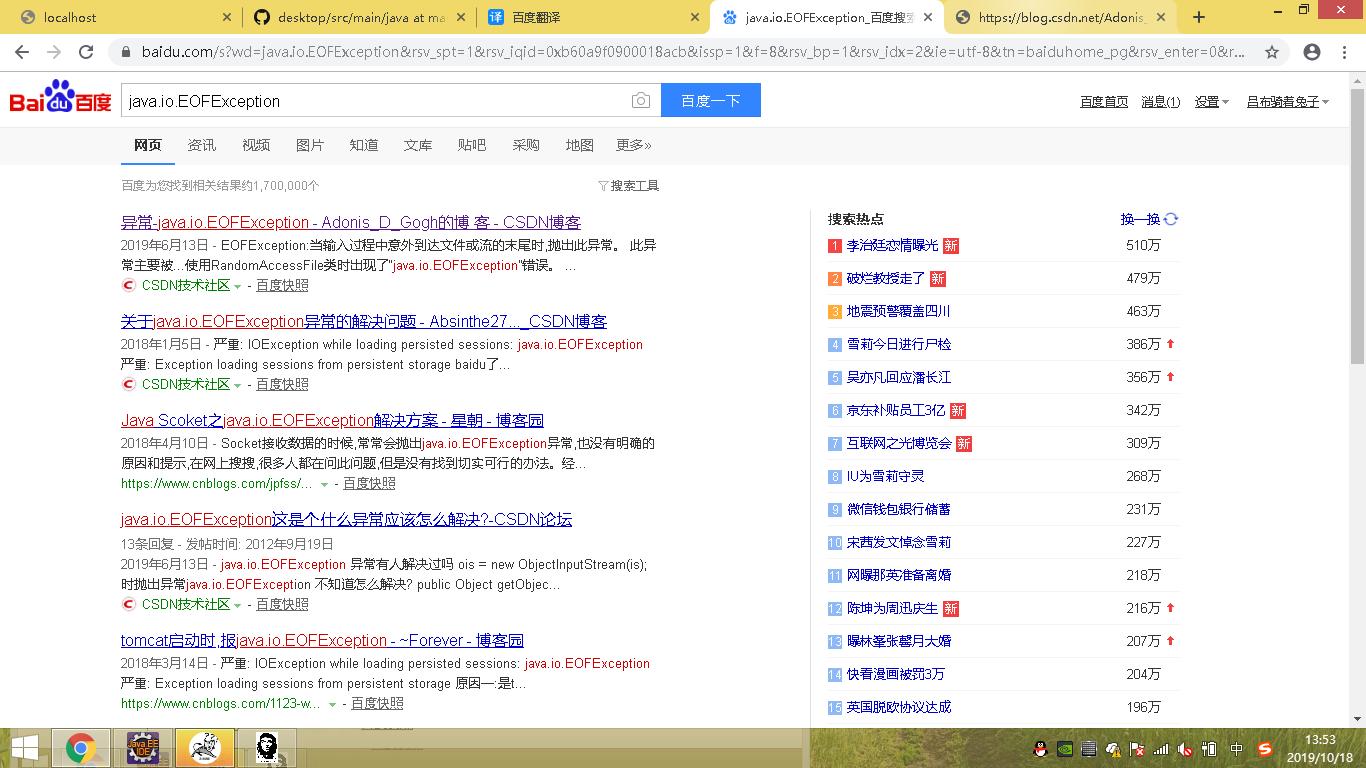 localhost
desktop/src/main/java at ma
译 百度翻译
java.io.EOFException_百度搜索
https://blog.csdn.net/Adonis_
baidu.com/s?wd=java.io.EOFException&rsv_spt=1&rsv_iqid=0xb60a9f0900018acb&issp=1&f=8&rsv_bp=1&rsv_idx=2&ie=utf-8&tn=baiduhome_pg&rsv_enter=0&r...
Bai du 百度
java.io.EOFException
百度一下
百度首页 消息(1) 设置 吕布骑着兔子
网页 资讯 视频 图片 知道 文库 贴吧 采购 地图 更多»
百度为您找到相关结果约1,700,000个
搜索工具
异常-java.io.EOFException - Adonis_D_Gogh的博 客 - CSDN博客
2019年6月13日 - EOFException:当输入过程中意外到达文件或流的末尾时,抛出此异常。 此异
常主要被...使用RandomAccessFile类时出现了"java.io.EOFException"错误。 ...
CSDN技术社区 - 百度快照
关于java.io.EOFException异常的解决问题 - Absinthe27..._CSDN博客
2018年1月5日 - 严重: IOException while loading persisted sessions: java.io.EOFException
严重: Exception loading sessions from persistent storage baidu了...
CSDN技术社区 - 百度快照
Java Scoket之java.io.EOFException解决方案 - 星朝 - 博客园
2018年4月10日 - Socket接收数据的时候,常常会抛出java.io.EOFException异常,也没有明确的
原因和提示,在网上搜搜,很多人都在问此问题,但是没有找到切实可行的办法。经...
https://www.cnblogs.com/jpfss/... - 百度快照
java.io.EOFException这是个什么异常应该怎么解决?-CSDN论坛
13条回复 - 发帖时间: 2012年9月19日
2019年6月13日 - java.io.EOFException 异常有人解决过吗 ois = new ObjectInputStream(is);
时抛出异常java.io.EOFException 不知道怎么解决? public Object getObjec...
CSDN技术社区 - 百度快照
tomcat启动时,报java.io.EOFException - ~Forever - 博客园
2018年3月14日 - 严重: IOException while loading persisted sessions: java.io.EOFException
严重: Exception loading sessions from persistent storage 原因一:是t...
https://www.cnblogs.com/1123-w... - 百度快照
搜索热点 换一换
1 李治廷恋情曝光 新 510万
2 破烂教授走了 新 479万
3 地震预警覆盖四川 463万
4 雪莉今日进行尸检 386万
5 吴亦凡回应潘长江 356万
6 京东补贴员工3亿 新 342万
7 互联网之光博览会 新 309万
8 IU为雪莉守灵 268万
9 微信钱包银行储蓄 231万
10 宋茜发文悼念雪莉 227万
11 网曝那英准备离婚 218万
12 陈坤为周迅庆生 新 216万
13 曝林峯张馨月大婚 207万
14 快看漫画被罚3万 204万
15 英国脱欧协议达成 196万
Java EE
IDE
中
13:53
2019/10/18